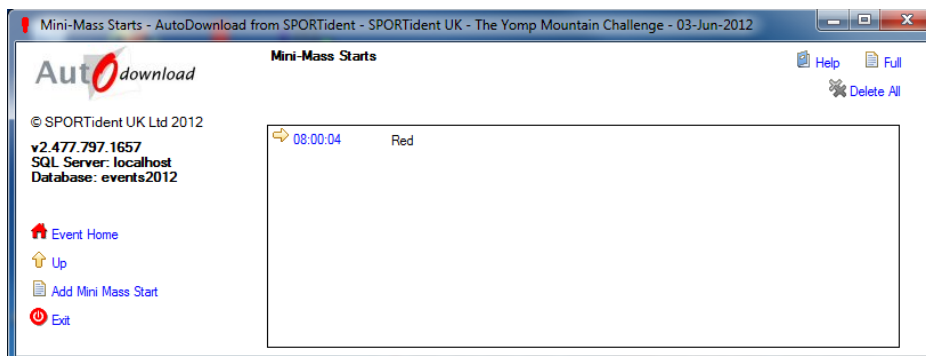 Mini-Mass Starts - AutoDownload from SPORTident - SPORTident UK - The Yomp Mountain Challenge - 03-Jun-2012
Auto download
Mini-Mass Starts
Help Full
Delete All
© SPORTident UK Ltd 2012
v2.477.797.1657
SQL Server: localhost
Database: events2012
08:00:04 Red
Event Home
Up
Add Mini Mass Start
Exit